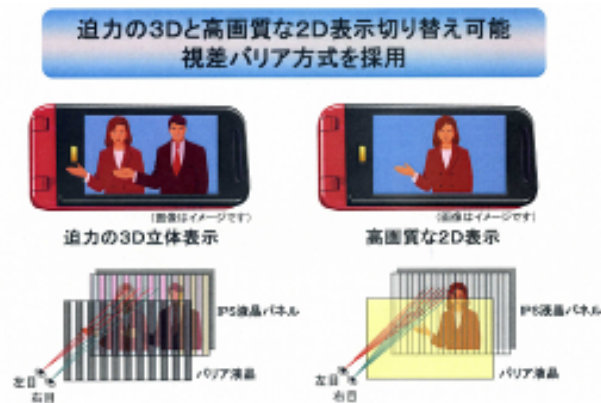 迫力の3Dと高画質な2D表示切り替え可能
視差バリア方式を採用
(画像はイメージです)
(画像はイメージです)
迫力の3D立体表示
高画質な2D表示
IPS液晶パネル
IPS液晶パネル
バリア液晶
バリア液晶
左目
右目
左目
右目